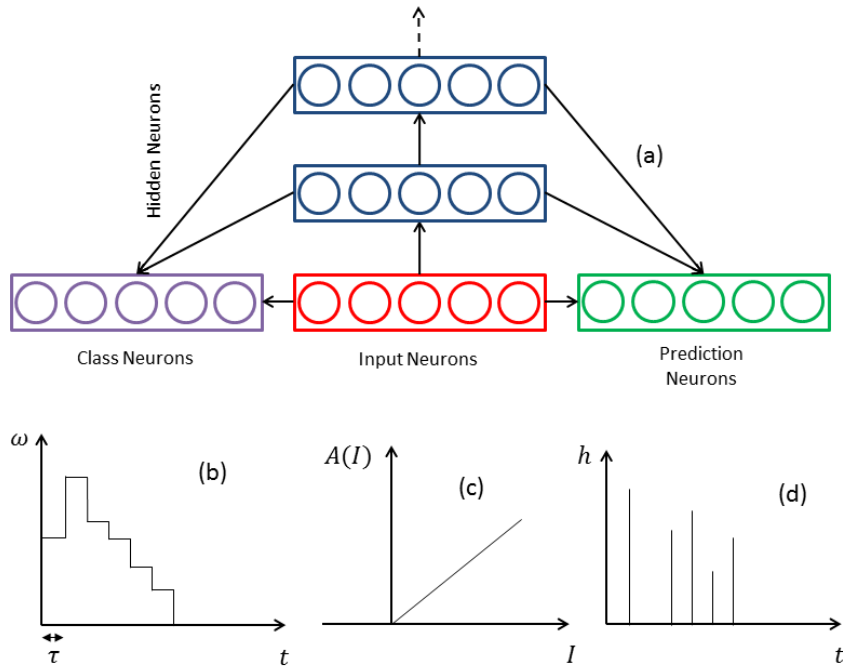 Hidden Neurons
(a)
Class Neurons
Input Neurons
Prediction
Neurons
ω
(b)
τ
t
A(I)
(c)
I
h
(d)
t